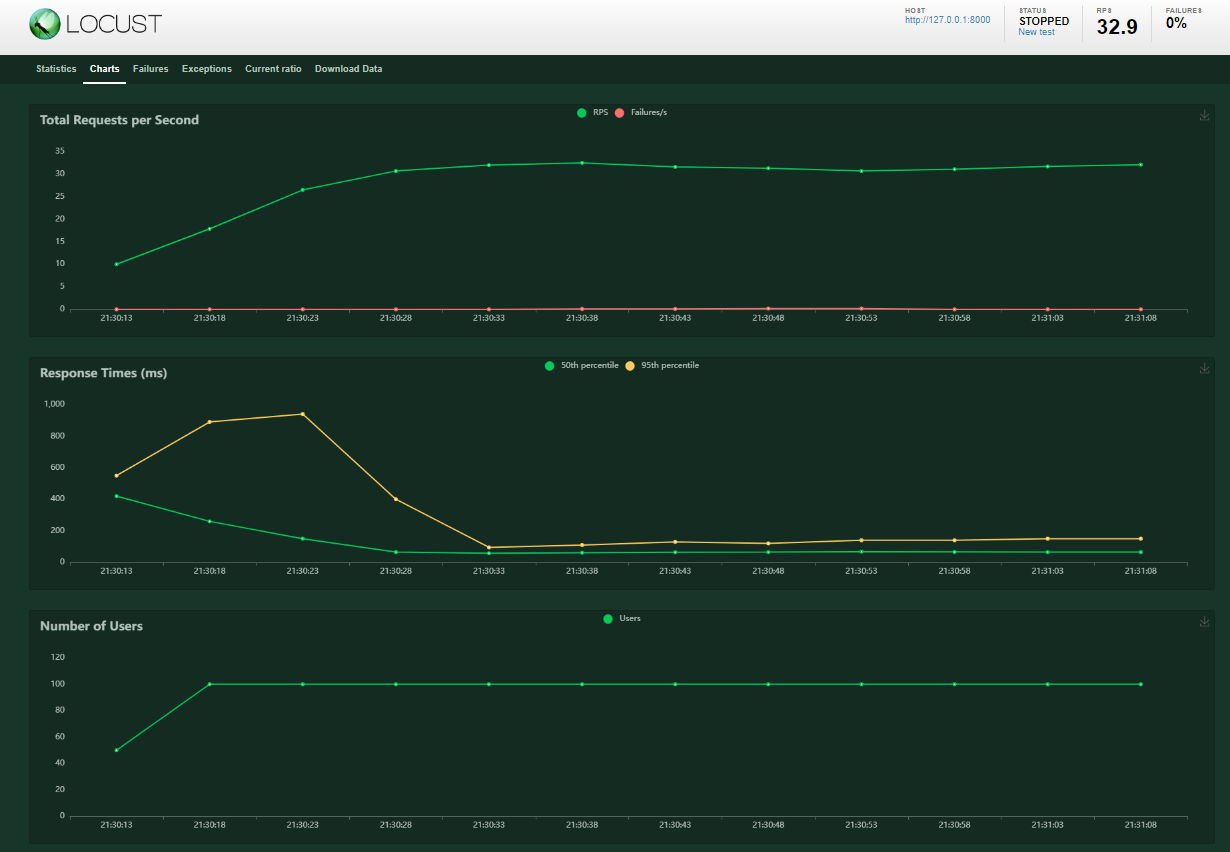 LOCUST
HOST
http://127.0.0.1:8000
STATUS
STOPPED
New test
RPS
32.9
FAILURES
0%
Statistics Charts Failures Exceptions Current ratio Download Data
Total Requests per Second
RPS Failures/s
35
30
25
20
15
10
5
0
21:30:13 21:30:18 21:30:23 21:30:28 21:30:33 21:30:38 21:30:43 21:30:48 21:30:53 21:30:58 21:31:03 21:31:08
Response Times (ms)
50th percentile 95th percentile
1,000
800
600
400
200
0
21:30:13 21:30:18 21:30:23 21:30:28 21:30:33 21:30:38 21:30:43 21:30:48 21:30:53 21:30:58 21:31:03 21:31:08
Number of Users
Users
120
100
80
60
40
20
0
21:30:13 21:30:18 21:30:23 21:30:28 21:30:33 21:30:38 21:30:43 21:30:48 21:30:53 21:30:58 21:31:03 21:31:08